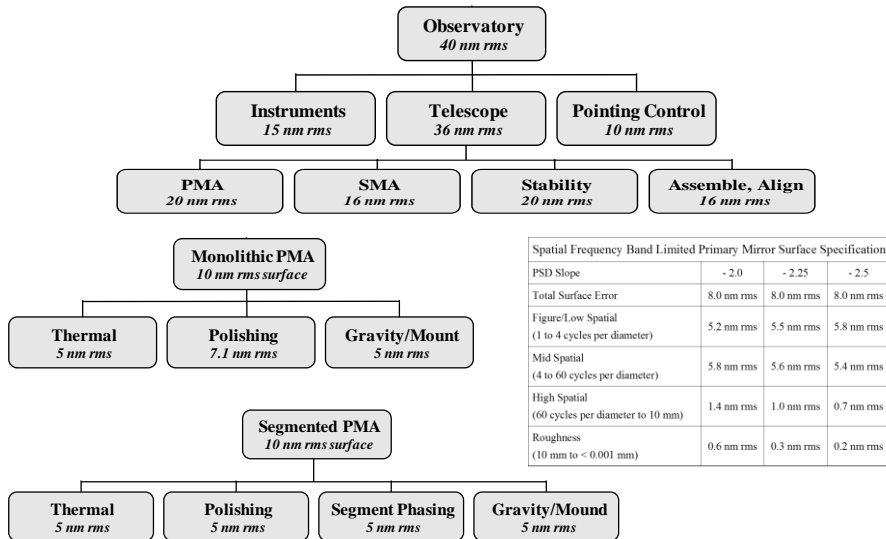 Observatory
40 nm rms
Instruments
15 nm rms
Telescope
36 nm rms
Pointing Control
10 nm rms
PMA
20 nm rms
SMA
16 nm rms
Stability
20 nm rms
Assemble, Align
16 nm rms
Monolithic PMA
10 nm rms surface
Thermal
5 nm rms
Polishing
7.1 nm rms
Gravity/Mount
5 nm rms
Spatial Frequency Band Limited Primary Mirror Surface Specification
PSD Slope - 2.0 - 2.25 - 2.5
Total Surface Error 8.0 nm rms 8.0 nm rms 8.0 nm rms
Figure/Low Spatial
(1 to 4 cycles per diameter) 5.2 nm rms 5.5 nm rms 5.8 nm rms
Mid Spatial
(4 to 60 cycles per diameter) 5.8 nm rms 5.6 nm rms 5.4 nm rms
High Spatial
(60 cycles per diameter to 10 mm) 1.4 nm rms 1.0 nm rms 0.7 nm rms
Roughness
(10 mm to < 0.001 mm) 0.6 nm rms 0.3 nm rms 0.2 nm rms
Segmented PMA
10 nm rms surface
Thermal
5 nm rms
Polishing
5 nm rms
Segment Phasing
5 nm rms
Gravity/Mound
5 nm rms